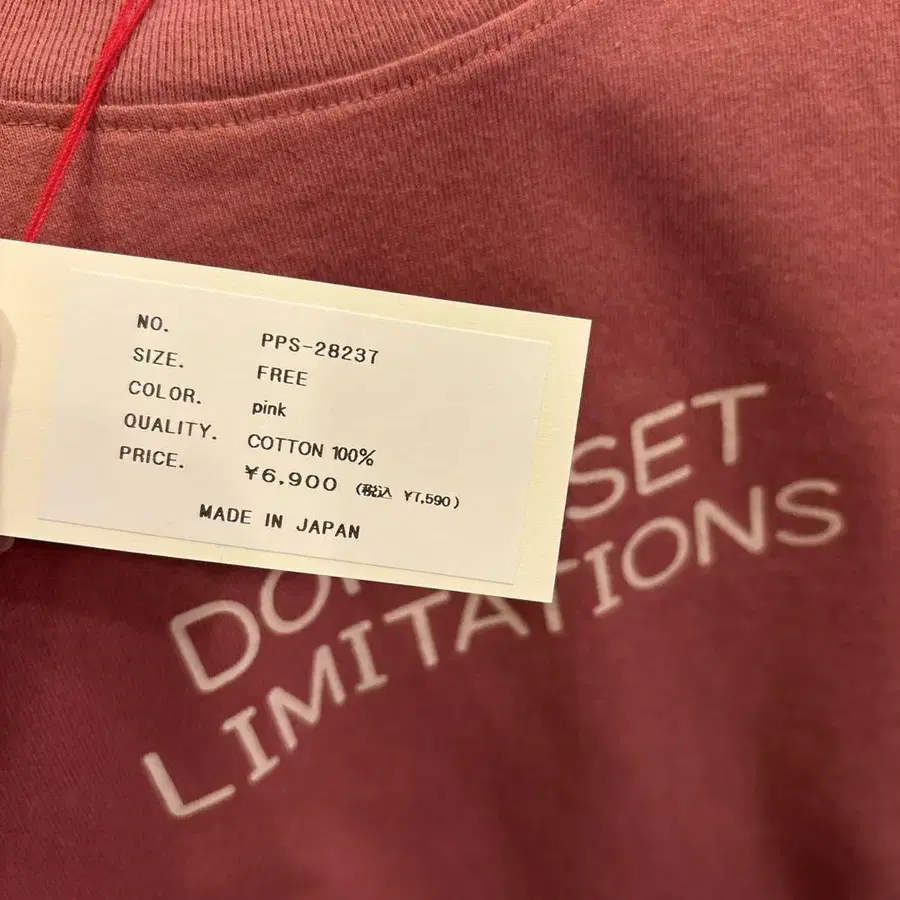 NO. PPS-28237
SIZE. FREE
COLOR. pink
QUALITY. COTTON 100%
PRICE. ¥6,900 (税込 ¥7,590)
MADE IN JAPAN
SET
LIMITATIONS